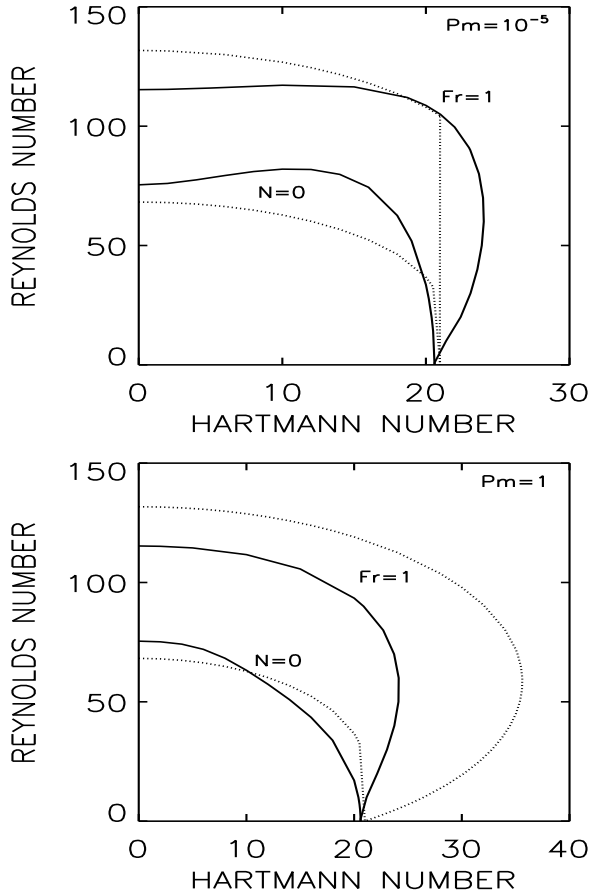 150
Pm=10⁻⁵
Fr=1
100
N=0
50
0
0 10 20 30
HARTMANN NUMBER
REYNOLDS NUMBER
150
Pm=1
Fr=1
100
N=0
50
0
0 10 20 30 40
HARTMANN NUMBER
REYNOLDS NUMBER